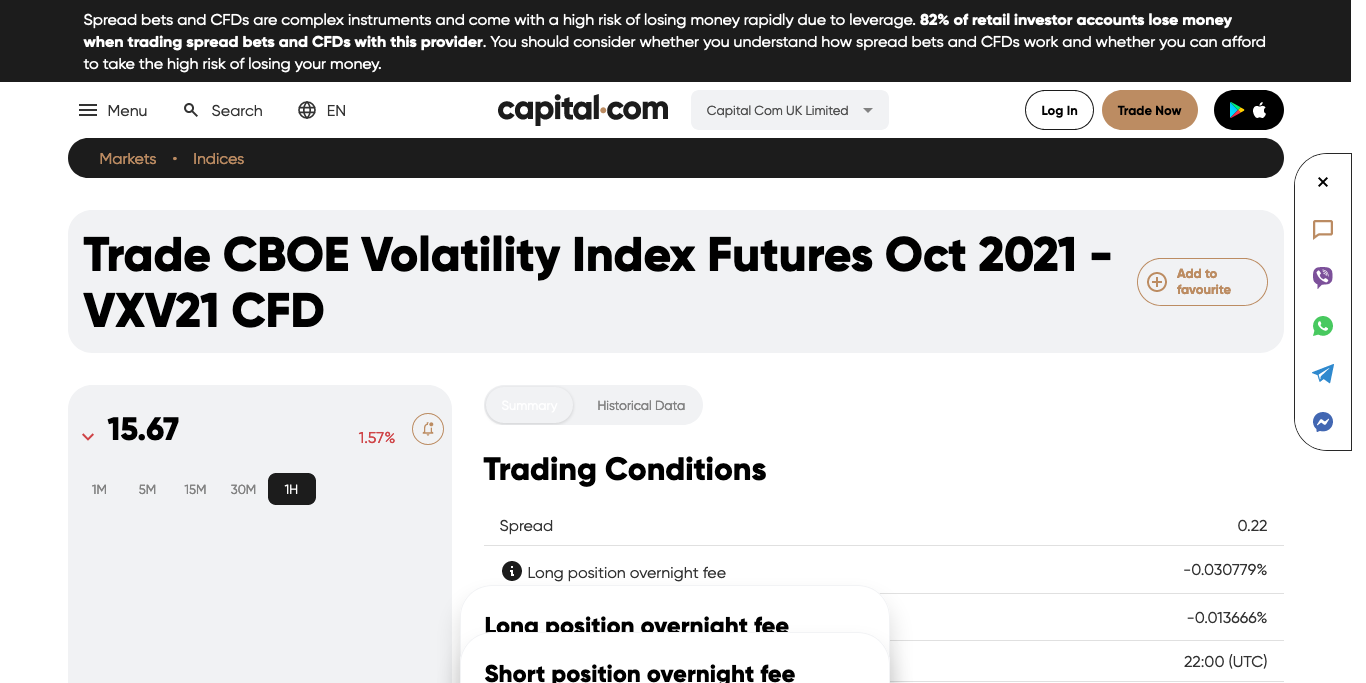 Spread bets and CFDs are complex instruments and come with a high risk of losing money rapidly due to leverage. 82% of retail investor accounts lose money
when trading spread bets and CFDs with this provider. You should consider whether you understand how spread bets and CFDs work and whether you can afford
to take the high risk of losing your money.
Menu Search EN capital.com Capital Com UK Limited Log In Trade Now
Markets • Indices
Trade CBOE Volatility Index Futures Oct 2021 -
VXV21 CFD
Add to
favourite
15.67 1.57%
1M 5M 15M 30M 1H
Summary Historical Data
Trading Conditions
Spread 0.22
Long position overnight fee -0.030779%
Long position overnight fee -0.013666%
Short position overnight fee 22:00 (UTC)